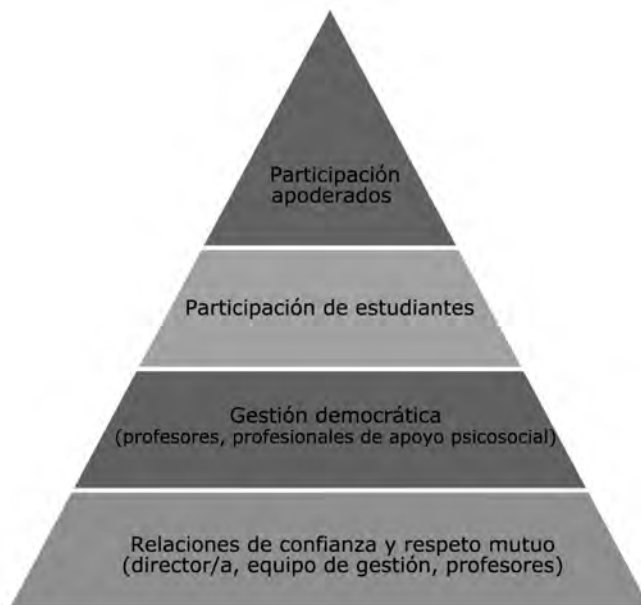 Participación
apoderados
Participación de estudiantes
Gestión democrática
(profesores, profesionales de apoyo psicosocial)
Relaciones de confianza y respeto mutuo
(director/a, equipo de gestión, profesores)